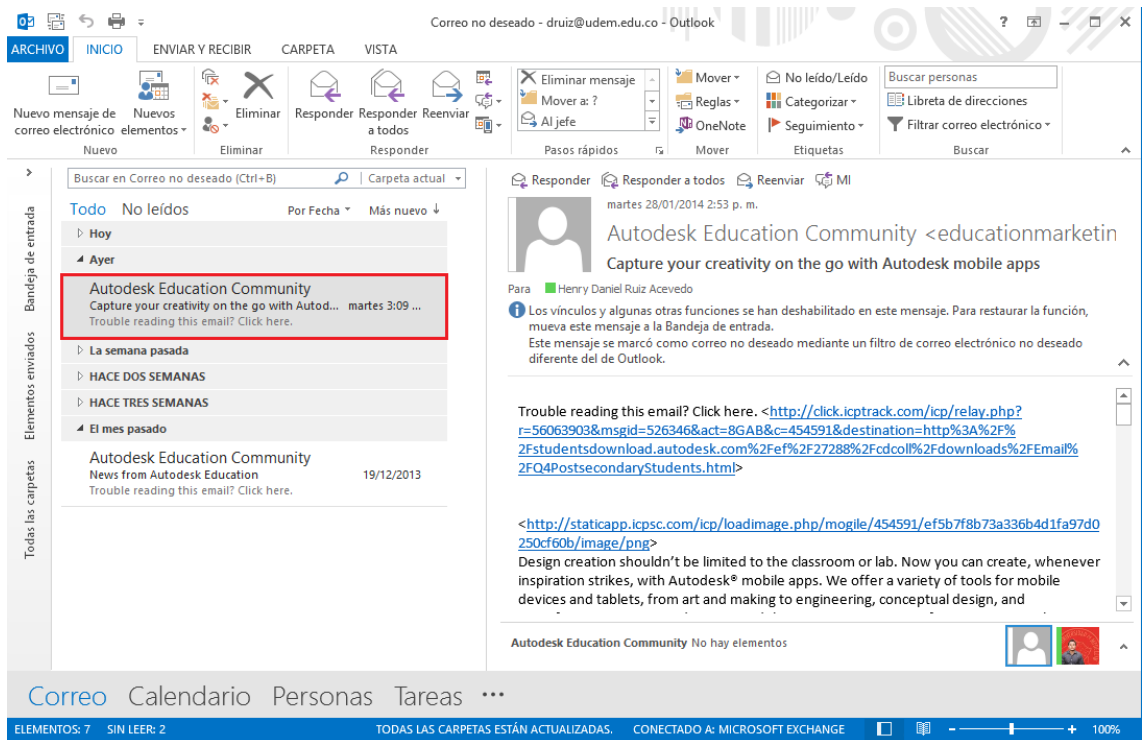 Correo no deseado - druiz@udem.edu.co - Outlook
ARCHIVO INICIO ENVIAR Y RECIBIR CARPETA VISTA
Nuevo mensaje de correo electrónico
Nuevos elementos
Nuevo
Eliminar
Eliminar
Responder
Responder a todos
Reenviar
Responder
Eliminar mensaje
Mover a: ?
Al jefe
Pasos rápidos
Mover
Reglas
OneNote
Mover
No leído/Leído
Categorizar
Seguimiento
Etiquetas
Buscar personas
Libreta de direcciones
Filtrar correo electrónico
Buscar
Bandeja de entrada
Elementos enviados
Todas las carpetas
Buscar en Correo no deseado (Ctrl+B) Carpeta actual
Todo No leídos Por Fecha Más nuevo ↓
Hoy
Ayer
Autodesk Education Community
Capture your creativity on the go with Autod... martes 3:09 ...
Trouble reading this email? Click here.
La semana pasada
HACE DOS SEMANAS
HACE TRES SEMANAS
El mes pasado
Autodesk Education Community
News from Autodesk Education 19/12/2013
Trouble reading this email? Click here.
Responder Responder a todos Reenviar MI
martes 28/01/2014 2:53 p. m.
Autodesk Education Community <educationmarketin
Capture your creativity on the go with Autodesk mobile apps
Para Henry Daniel Ruiz Acevedo
Los vínculos y algunas otras funciones se han deshabilitado en este mensaje. Para restaurar la función,
mueva este mensaje a la Bandeja de entrada.
Este mensaje se marcó como correo no deseado mediante un filtro de correo electrónico no deseado
diferente del de Outlook.
Trouble reading this email? Click here. <http://click.icptrack.com/icp/relay.php?
r=56063903&msgid=526346&act=8GAB&c=454591&destination=http%3A%2F%
2Fstudentsdownload.autodesk.com%2Fef%2F27288%2Fcdcoll%2Fdownloads%2FEmail%
2FQ4PostsecondaryStudents.html>
<http://staticapp.icpsc.com/icp/loadimage.php/mogile/454591/ef5b7f8b73a336b4d1fa97d0
250cf60b/image/png>
Design creation shouldn't be limited to the classroom or lab. Now you can create, whenever
inspiration strikes, with Autodesk® mobile apps. We offer a variety of tools for mobile
devices and tablets, from art and making to engineering, conceptual design, and
Autodesk Education Community No hay elementos
Correo Calendario Personas Tareas •••
ELEMENTOS: 7 SIN LEER: 2 TODAS LAS CARPETAS ESTÁN ACTUALIZADAS. CONECTADO A: MICROSOFT EXCHANGE 100%